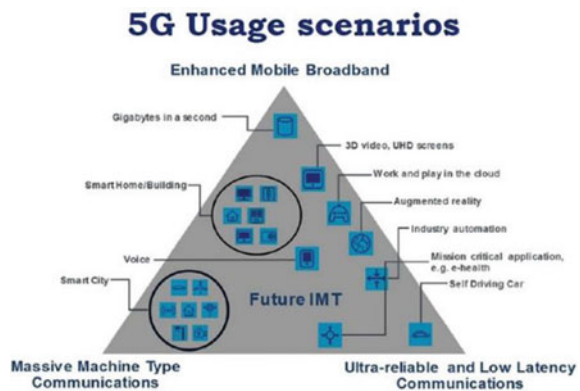 5G Usage scenarios
Enhanced Mobile Broadband
Gigabytes in a second
3D video, UHD screens
Smart Home/Building
Work and play in the cloud
Augmented reality
Industry automation
Voice
Mission critical application,
e.g. e-health
Smart City
Self Driving Car
Future IMT
Massive Machine Type
Communications
Ultra-reliable and Low Latency
Communications